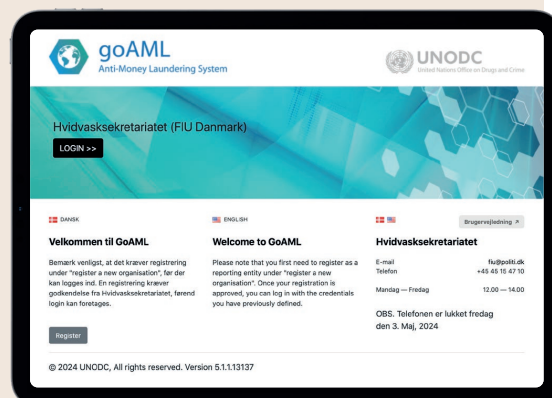 goAML
Anti-Money Laundering System
UNODC
United Nations Office on Drugs and Crime
Hvidvasksekretariatet (FIU Danmark)
LOGIN >>
DANSK
Velkommen til GoAML
Bemærk venligst, at det kræver registrering
under "register a new organisation", før der
kan logges ind. En registrering kræver
godkendelse fra Hvidvasksekretariatet, førend
login kan foretages.
Register
ENGLISH
Welcome to GoAML
Please note that you first need to register as a
reporting entity under "register a new
organisation". Once your registration is
approved, you can log in with the credentials
you have previously defined.
Brugervejledning ↗
Hvidvasksekretariatet
E-mail fiu@politi.dk
Telefon +45 45 15 47 10
Mandag — Fredag 12.00 — 14.00
OBS. Telefonen er lukket fredag
den 3. Maj, 2024
© 2024 UNODC, All rights reserved. Version 5.1.1.13137